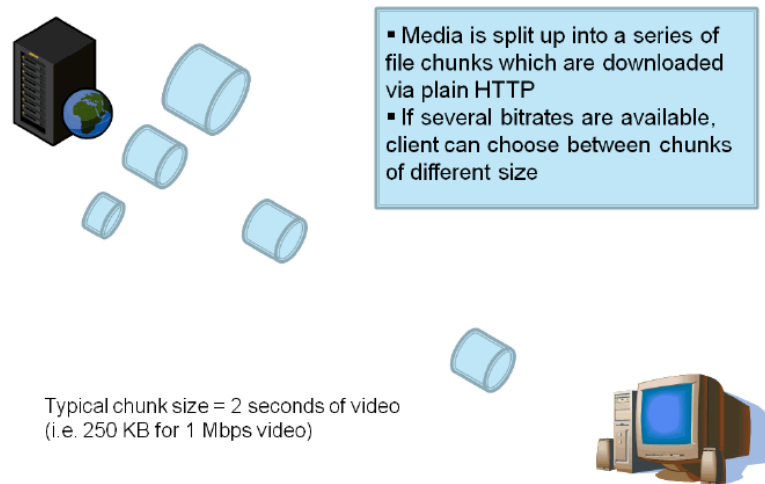 ▪ Media is split up into a series of
file chunks which are downloaded
via plain HTTP
▪ If several bitrates are available,
client can choose between chunks
of different size
Typical chunk size = 2 seconds of video
(i.e. 250 KB for 1 Mbps video)